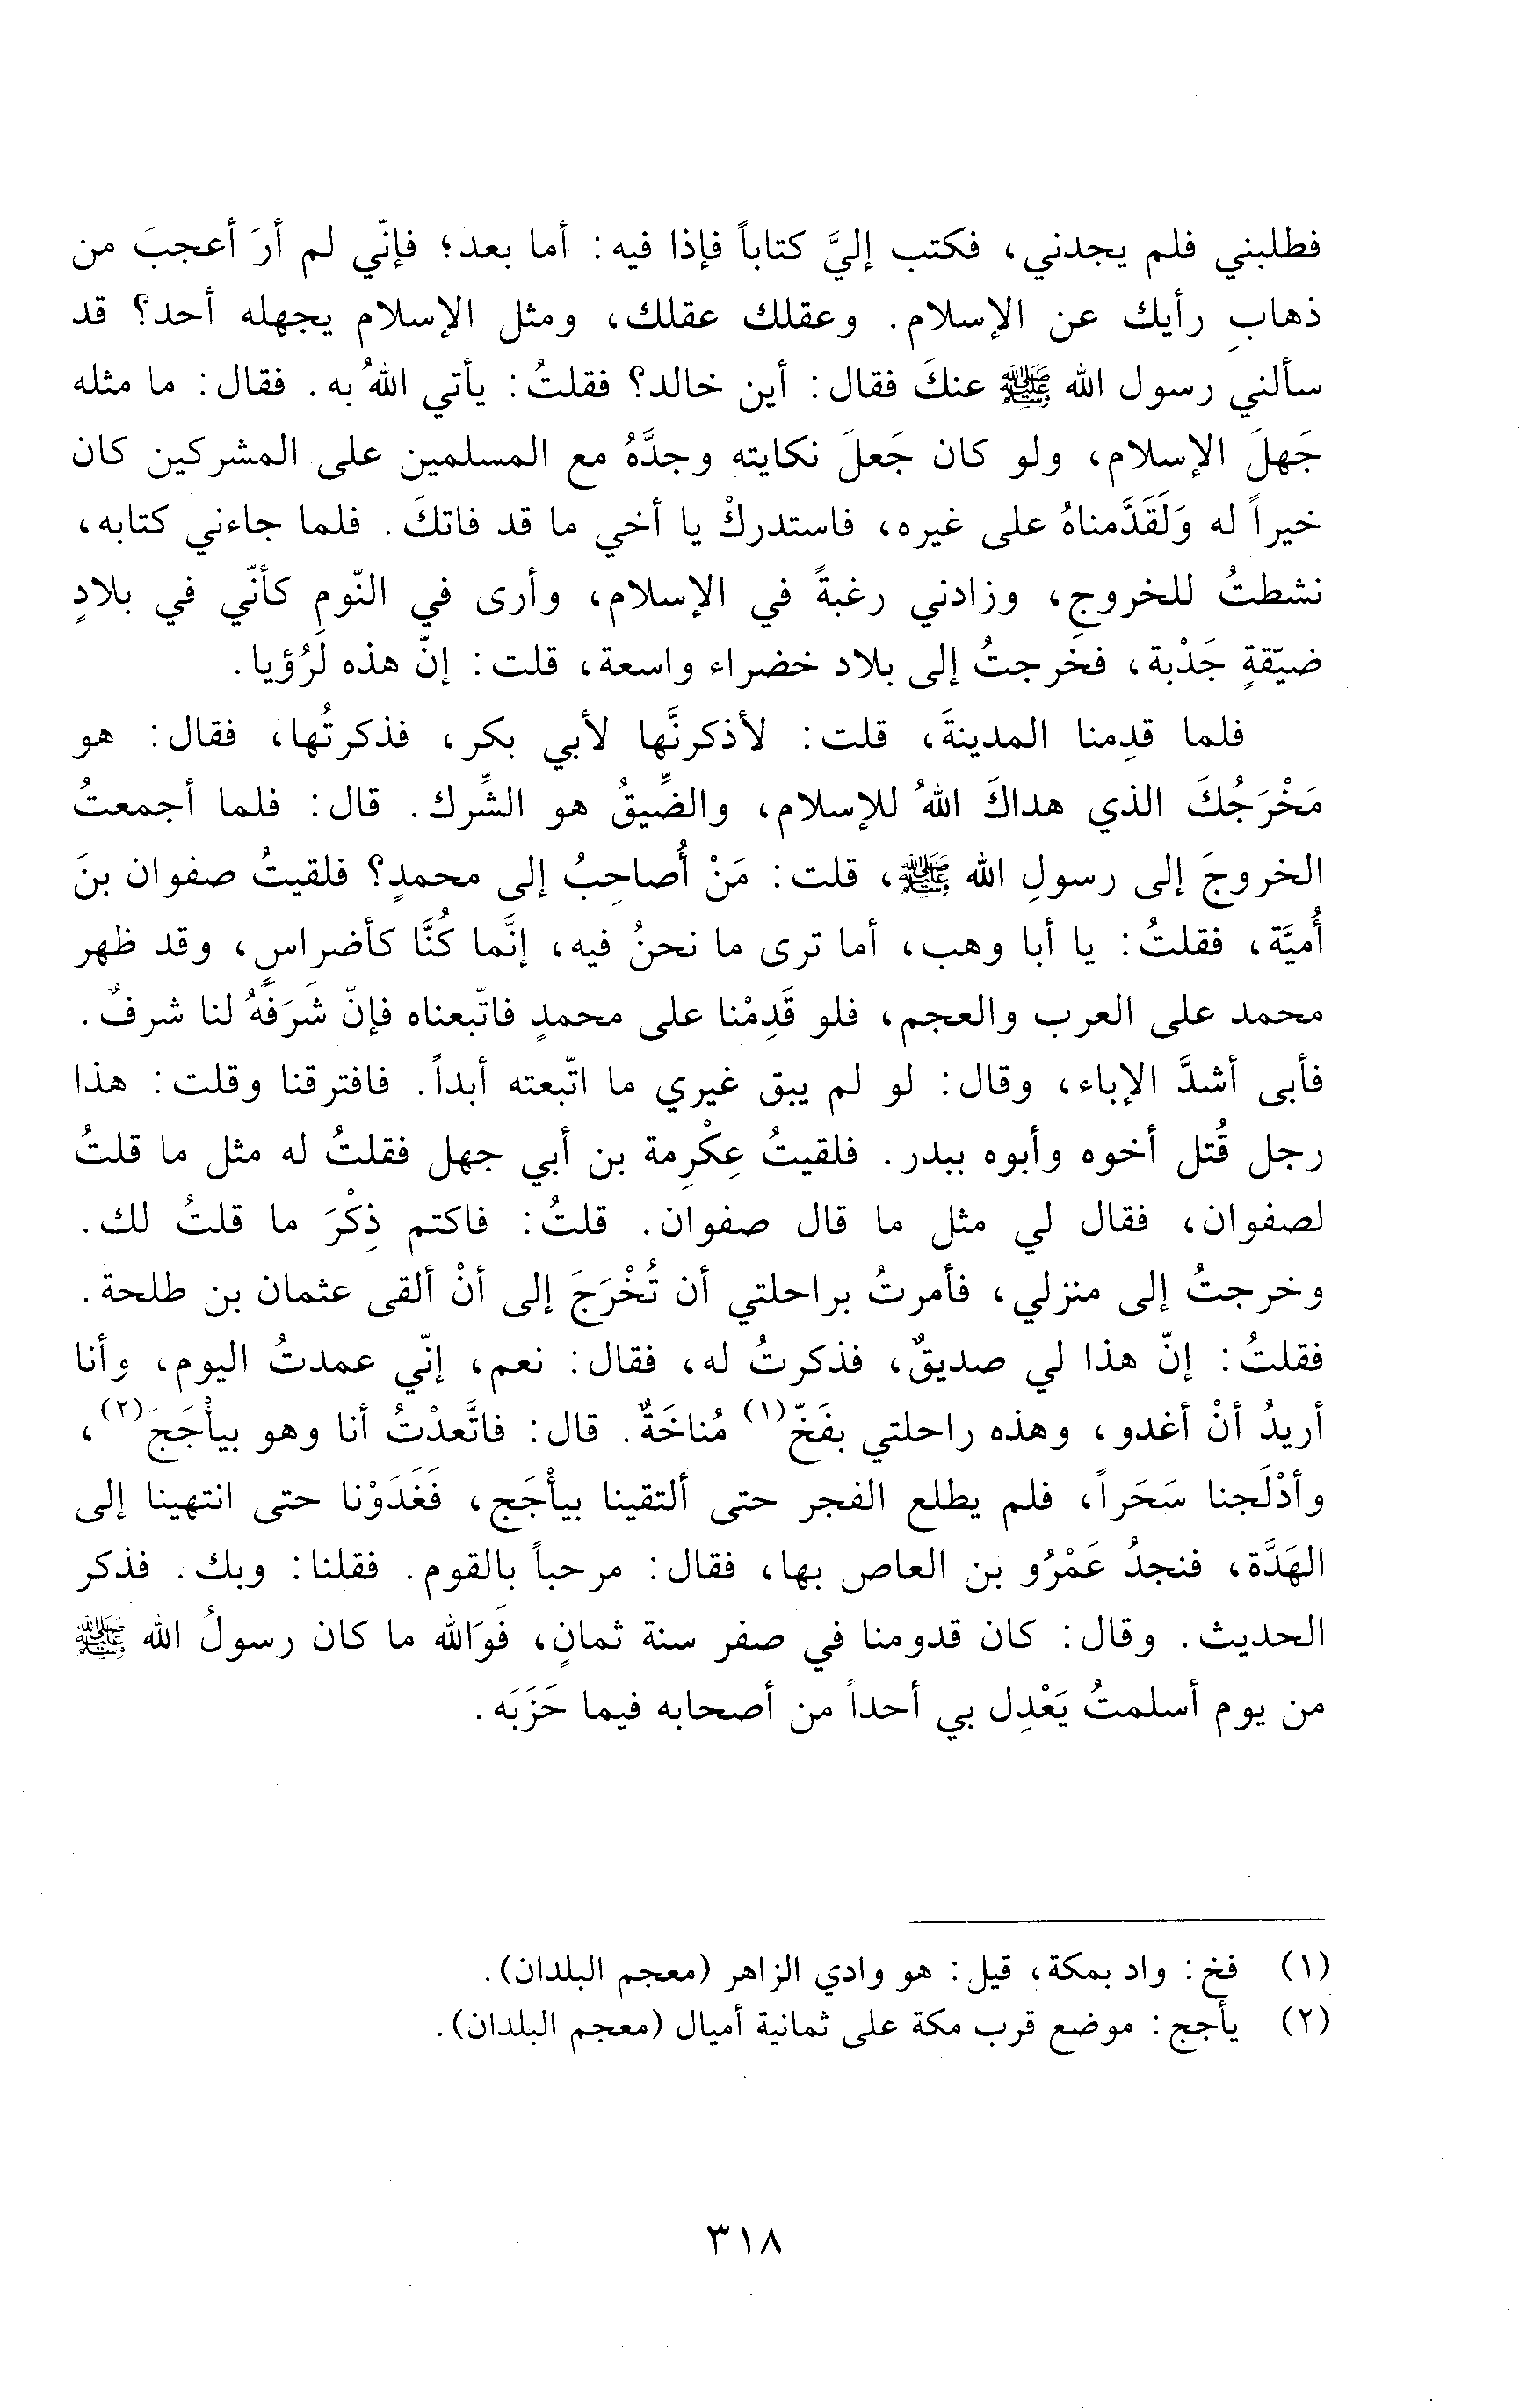 فطلبني فلم يجدني، فكتب إليَّ كتاباً فإذا فيه: أما بعد؛ فإنّي لم أرَ أعجبَ من
ذهابِ رأيك عن الإسلام. وعقلك عقلك، ومثل الإسلام يجهله أحد؟ قد
سألني رسول الله ﷺ عنكَ فقال: أين خالد؟ فقلتُ: يأتي اللهُ به. فقال: ما مثله
جَهلَ الإسلام، ولو كان جَعلَ نكايته وجدَّهُ مع المسلمين على المشركين كان
خيراً له وَلَقَدَّمناهُ على غيره، فاستدركْ يا أخي ما قد فاتكَ. فلما جاءني كتابه،
نشطتُ للخروجِ، وزادني رغبةً في الإسلام، وأرى في النّوم كأنّي في بلادٍ
ضيّقةٍ جَدْبة، فخَرجتُ إلى بلاد خضراء واسعة، قلت: إنّ هذه لَرُؤيا.
فلما قدِمنا المدينةَ، قلت: لأذكرنَّها لأبي بكر، فذكرتُها، فقال: هو
مَخْرَجُكَ الذي هداكَ اللهُ للإسلام، والضِّيقُ هو الشِّرك. قال: فلما أجمعتُ
الخروجَ إلى رسولِ الله ﷺ، قلت: مَنْ أُصاحِبُ إلى محمدٍ؟ فلقيتُ صفوان بنَ
أُميَّة، فقلتُ: يا أبا وهب، أما ترى ما نحنُ فيه، إنَّما كُنَّا كأضراسٍ، وقد ظهر
محمد على العرب والعجم، فلو قَدِمْنا على محمدٍ فاتّبعناه فإنّ شَرَفَهُ لنا شرفٌ.
فأبى أشدَّ الإباء، وقال: لو لم يبق غيري ما اتّبعته أبداً. فافترقنا وقلت: هذا
رجل قُتل أخوه وأبوه ببدر. فلقيتُ عِكْرِمة بن أبي جهل فقلتُ له مثل ما قلتُ
لصفوان، فقال لي مثل ما قال صفوان. قلتُ: فاكتم ذِكْرَ ما قلتُ لك.
وخرجتُ إلى منزلي، فأمرتُ براحلتي أن تُخْرَجَ إلى أنْ ألقى عثمان بن طلحة.
فقلتُ: إنّ هذا لي صديقٌ، فذكرتُ له، فقال: نعم، إنّي عمدتُ اليوم، وأنا
أريدُ أنْ أغدو، وهذه راحلتي بفَخّ(١) مُناخَةٌ. قال: فاتَّعدْتُ أنا وهو بيأْجَجَ(٢)،
وأدْلَجنا سَحَراً، فلم يطلع الفجر حتى ألتقينا بيأْجَج، فَغَدَوْنا حتى انتهينا إلى
الهَدَّة، فنجدُ عَمْرُو بن العاص بها، فقال: مرحباً بالقوم. فقلنا: وبك. فذكر
الحديث. وقال: كان قدومنا في صفر سنة ثمانٍ، فَوَالله ما كان رسولُ الله ﷺ
من يوم أسلمتُ يَعْدِل بي أحداً من أصحابه فيما حَزَبَه.
(١) فخ: واد بمكة، قيل: هو وادي الزاهر (معجم البلدان).
(٢) يأجج: موضع قرب مكة على ثمانية أميال (معجم البلدان).
٣١٨